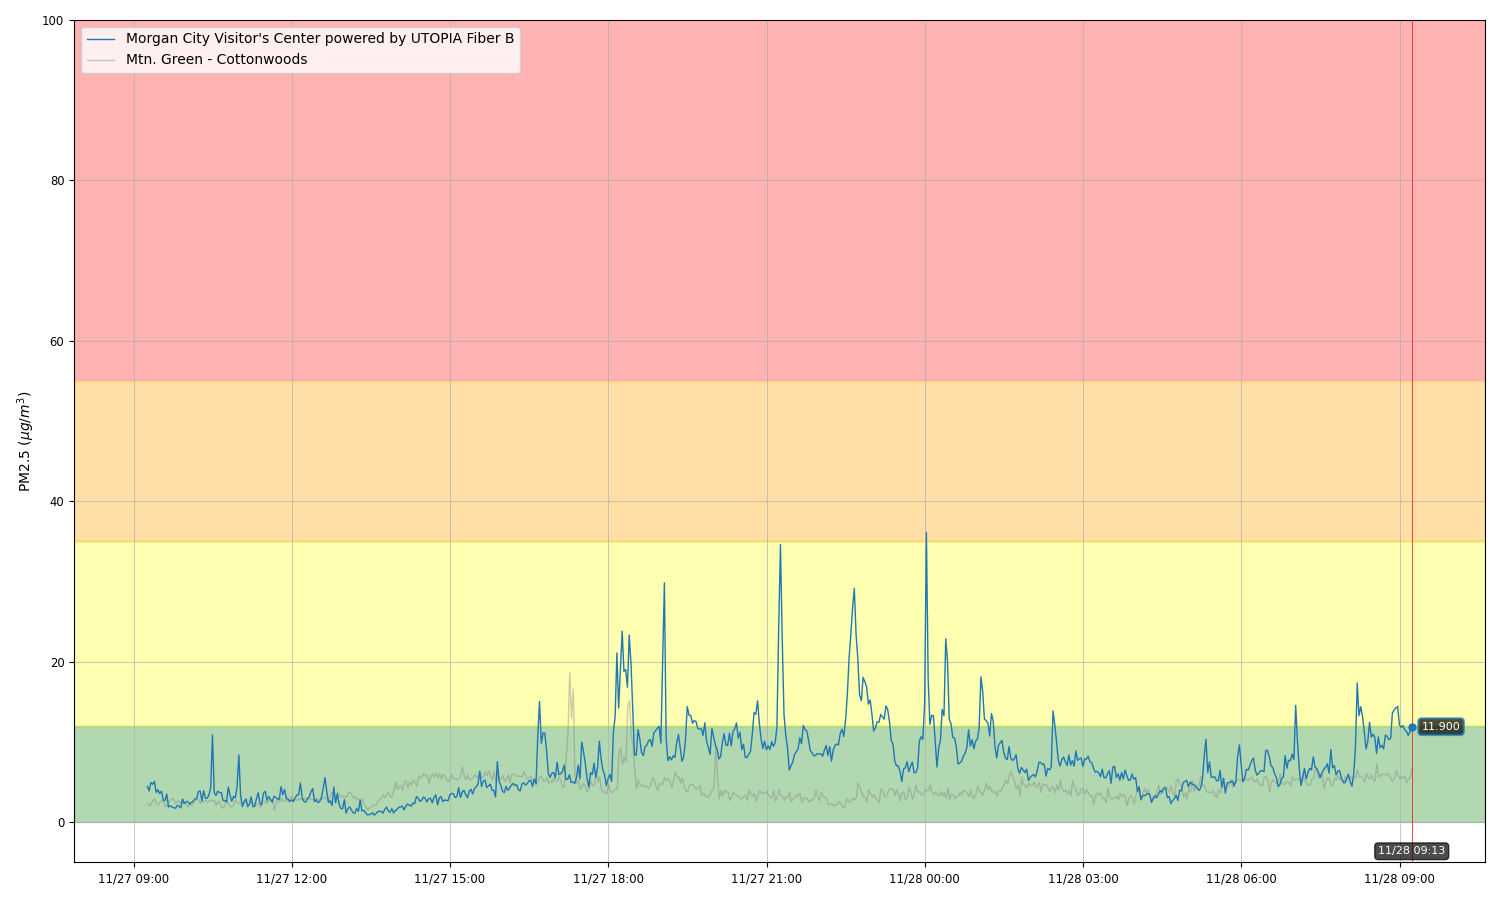 100
Morgan City Visitor's Center powered by UTOPIA Fiber B
Mtn. Green - Cottonwoods
80
60
PM2.5 (μg/m³)
40
20
11.900
0
11/28 09:13
11/27 09:00 11/27 12:00 11/27 15:00 11/27 18:00 11/27 21:00 11/28 00:00 11/28 03:00 11/28 06:00 11/28 09:00